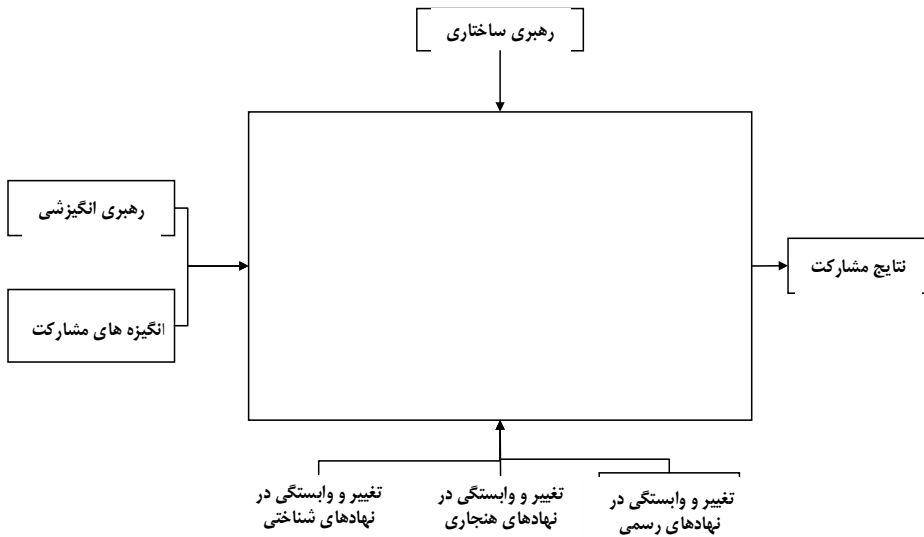 رهبری ساختاری
رهبری انگیزشی
نتایج مشارکت
انگیزه های مشارکت
تغییر و وابستگی در
نهادهای رسمی
تغییر و وابستگی در
نهادهای هنجاری
تغییر و وابستگی در
نهادهای شناختی